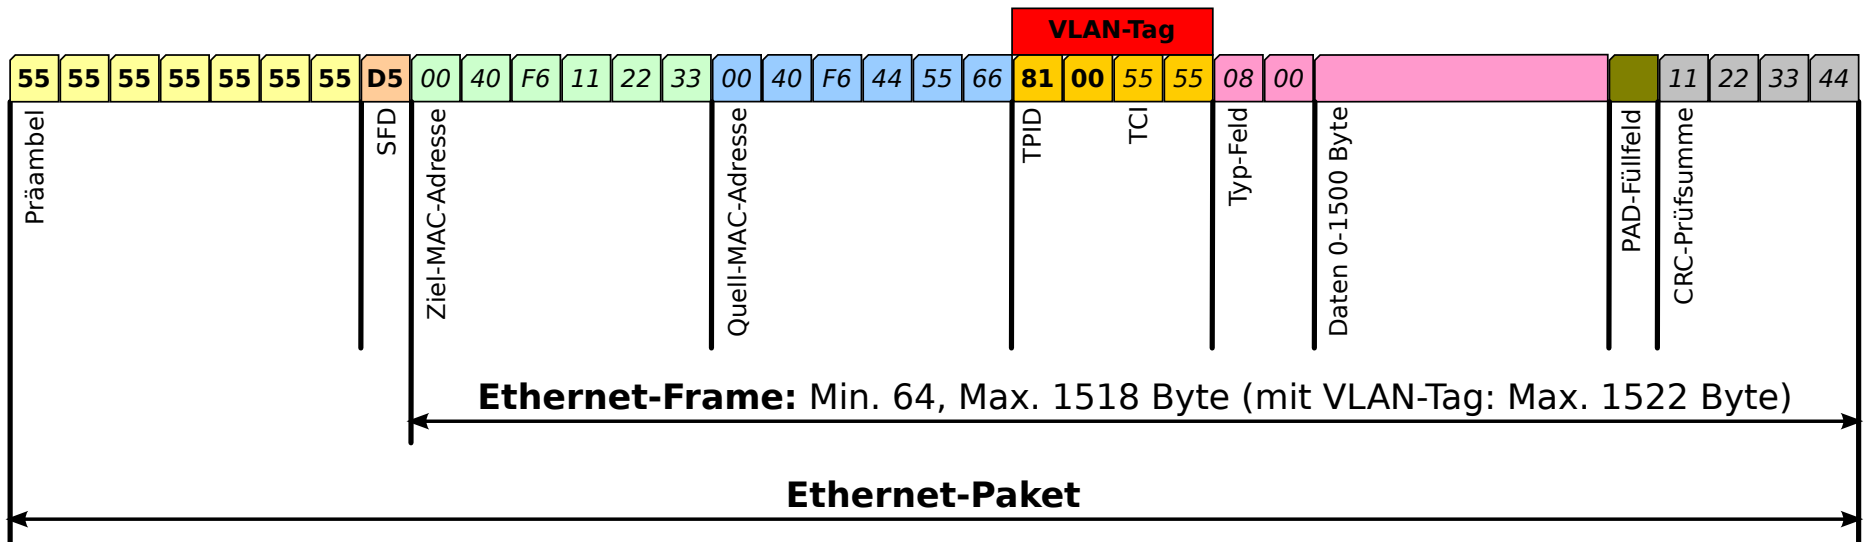 VLAN-Tag
55 55 55 55 55 55 55 D5 00 40 F6 11 22 33 00 40 F6 44 55 66 81 00 55 55 08 00 11 22 33 44
Präambel
SFD
Ziel-MAC-Adresse
Quell-MAC-Adresse
TPID
TCI
Typ-Feld
Daten 0-1500 Byte
PAD-Füllfeld
CRC-Prüfsumme
Ethernet-Frame: Min. 64, Max. 1518 Byte (mit VLAN-Tag: Max. 1522 Byte)
Ethernet-Paket